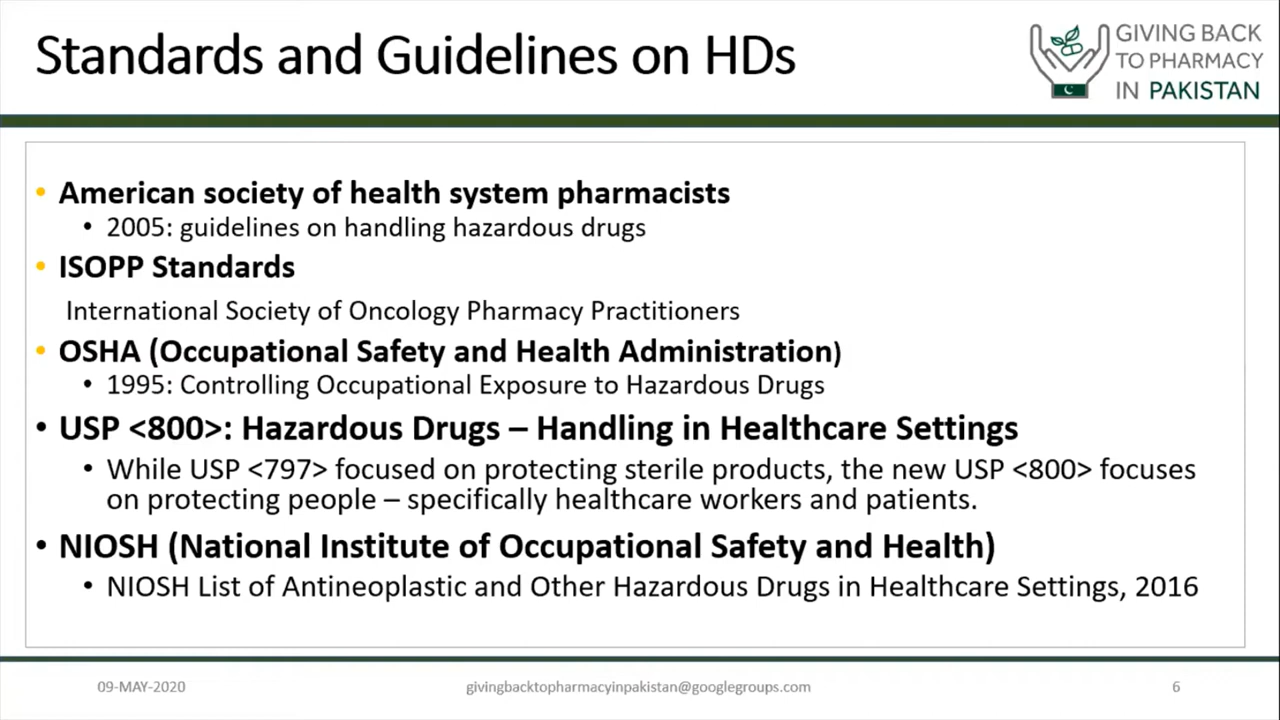 Standards and Guidelines on HDs
GIVING BACK
TO PHARMACY
IN PAKISTAN
• American society of health system pharmacists
• 2005: guidelines on handling hazardous drugs
• ISOPP Standards
International Society of Oncology Pharmacy Practitioners
• OSHA (Occupational Safety and Health Administration)
• 1995: Controlling Occupational Exposure to Hazardous Drugs
• USP <800>: Hazardous Drugs – Handling in Healthcare Settings
• While USP <797> focused on protecting sterile products, the new USP <800> focuses
on protecting people – specifically healthcare workers and patients.
• NIOSH (National Institute of Occupational Safety and Health)
• NIOSH List of Antineoplastic and Other Hazardous Drugs in Healthcare Settings, 2016
09-MAY-2020
givingbacktopharmacyinpakistan@googlegroups.com
6